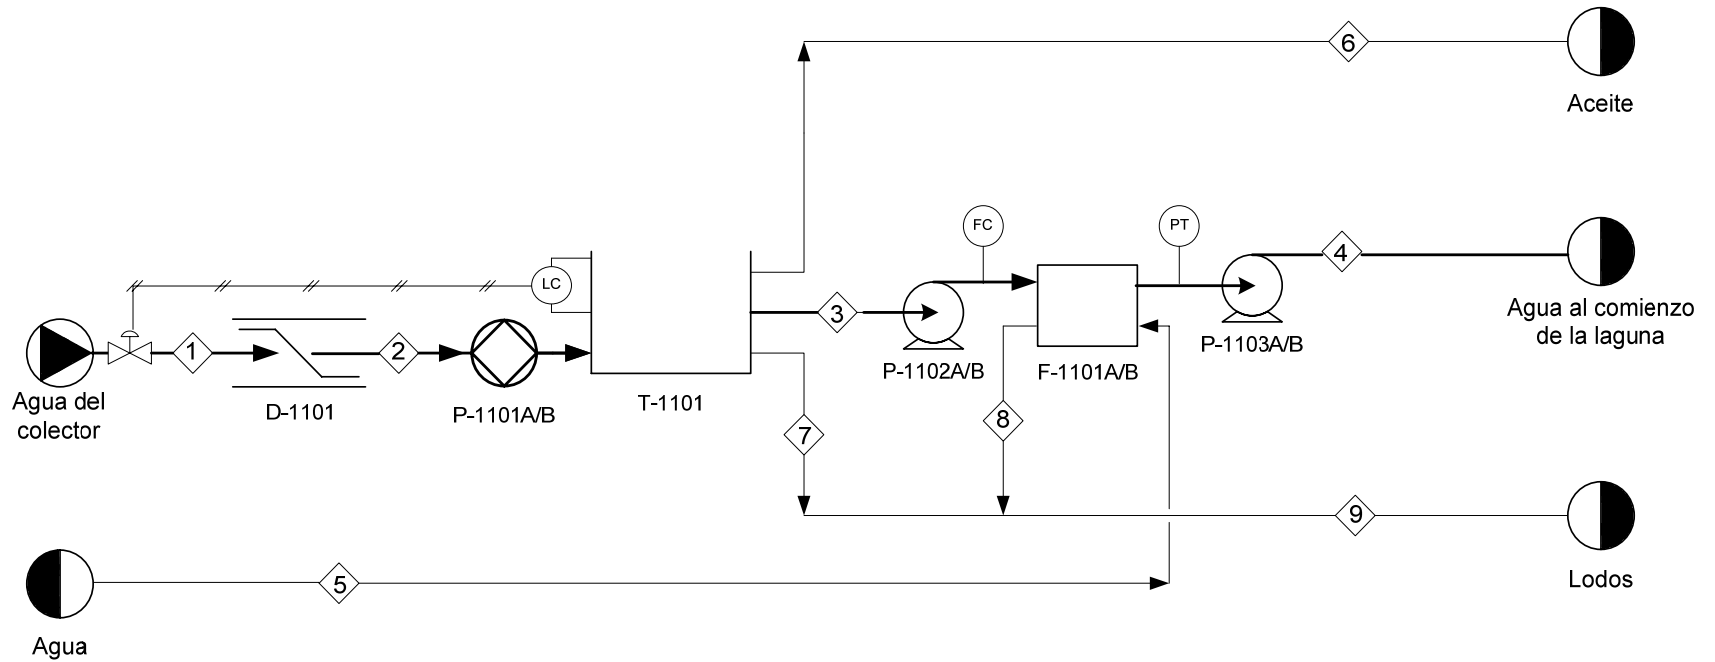 6
Aceite
FC
PT
4
Agua al comienzo
de la laguna
LC
3
P-1102A/B
F-1101A/B
P-1103A/B
1
2
Agua del
colector
D-1101
P-1101A/B
T-1101
7
8
9
Lodos
5
Agua